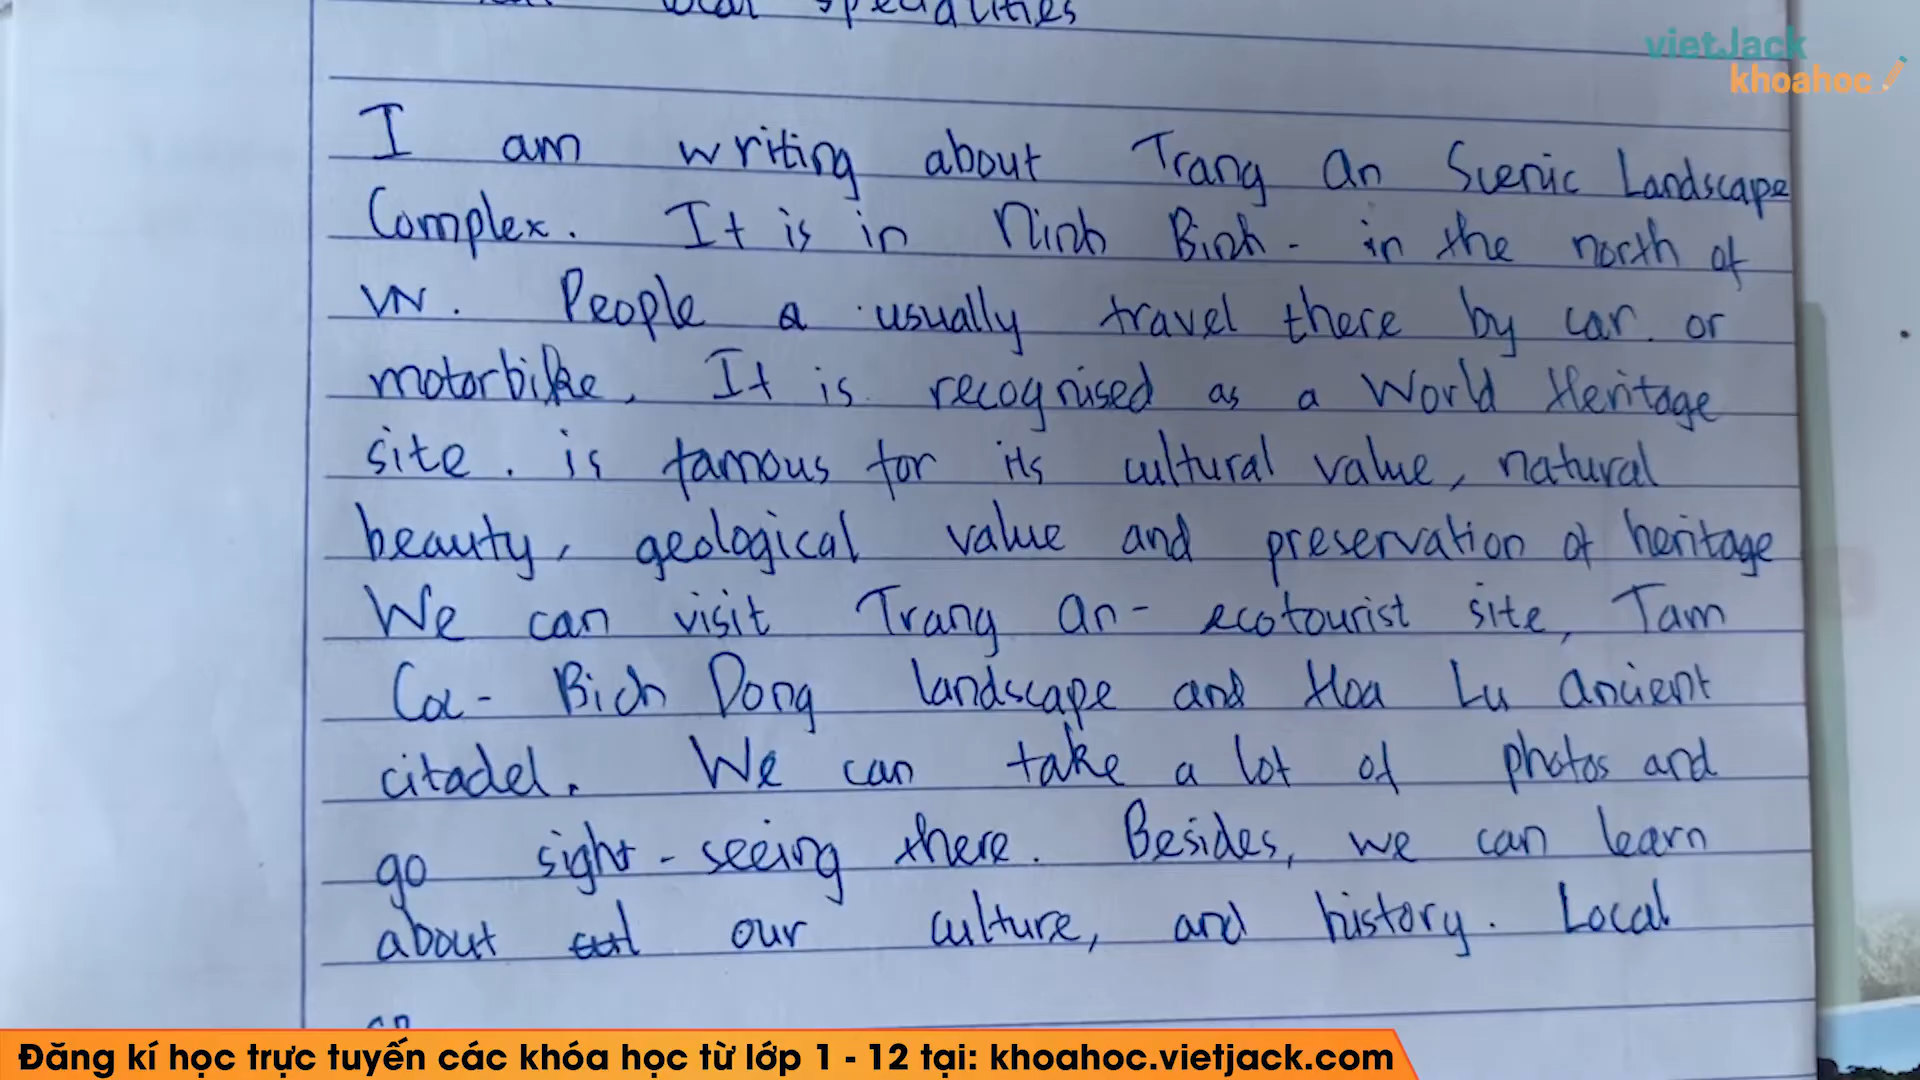 local specialities
vietJack
khoahoc
I am writing about Trang An Scenic Landscape
Complex. It is in Ninh Binh - in the north of
VN. People a usually travel there by car or
motorbike. It is recognised as a World Heritage
site. is famous for its cultural value, natural
beauty, geological value and preservation of heritage
We can visit Trang An - ecotourist site, Tam
Coc - Bich Dong landscape and Hoa Lu Ancient
citadel. We can take a lot of photos and
go sight-seeing there. Besides, we can learn
about our culture, and history. Local
Đăng kí học trực tuyến các khóa học từ lớp 1 - 12 tại: khoahoc.vietjack.com